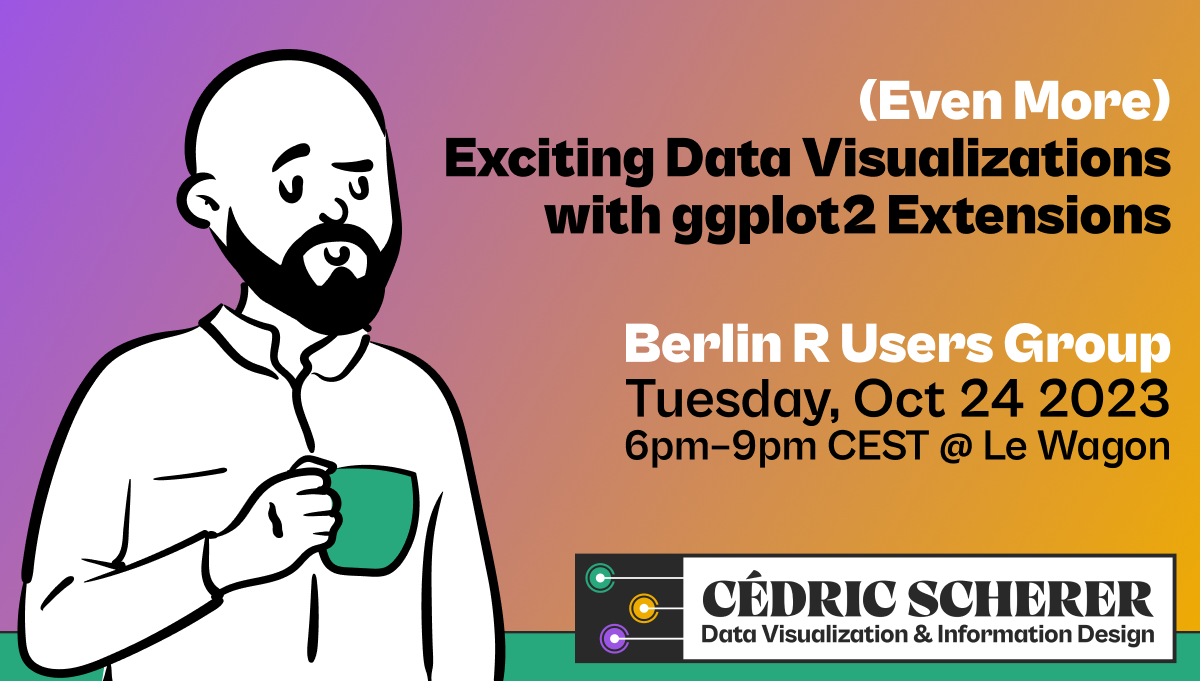 (Even More)
Exciting Data Visualizations
with ggplot2 Extensions
Berlin R Users Group
Tuesday, Oct 24 2023
6pm–9pm CEST @ Le Wagon
CÉDRIC SCHERER
Data Visualization & Information Design